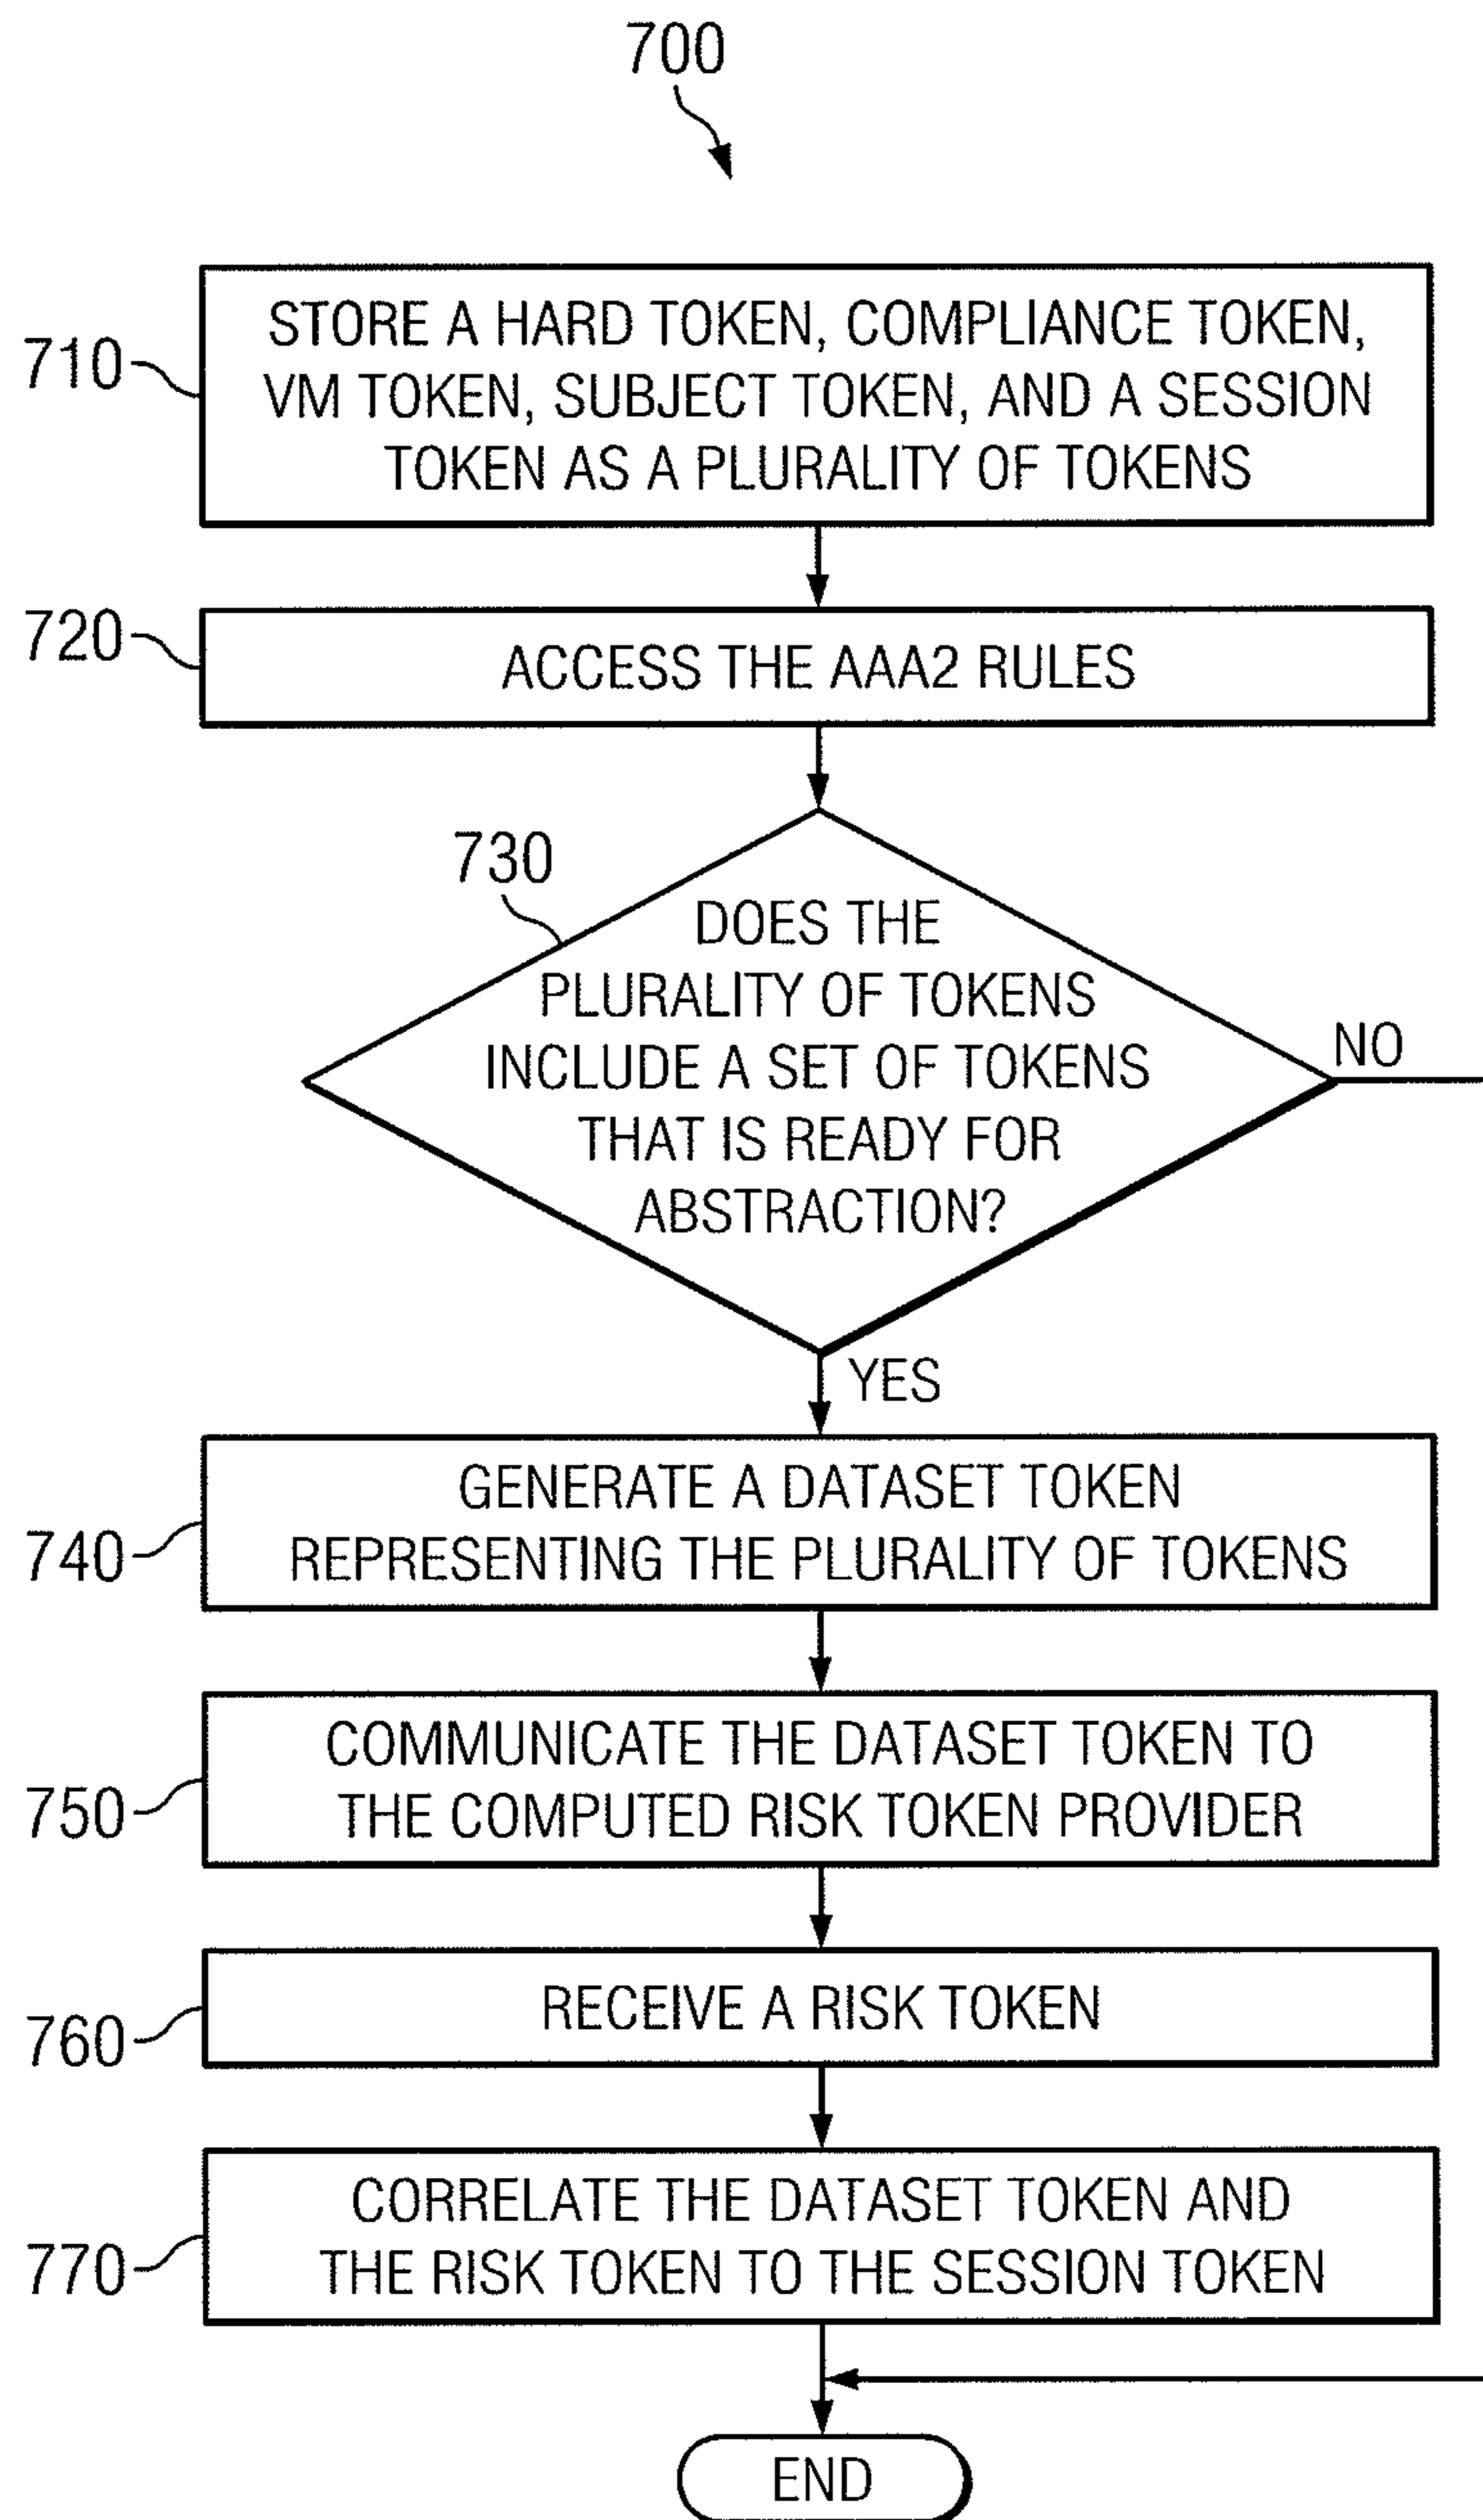 700
710
STORE A HARD TOKEN, COMPLIANCE TOKEN,
VM TOKEN, SUBJECT TOKEN, AND A SESSION
TOKEN AS A PLURALITY OF TOKENS
720
ACCESS THE AAA2 RULES
730
DOES THE
PLURALITY OF TOKENS
INCLUDE A SET OF TOKENS
THAT IS READY FOR
ABSTRACTION?
NO
YES
740
GENERATE A DATASET TOKEN
REPRESENTING THE PLURALITY OF TOKENS
750
COMMUNICATE THE DATASET TOKEN TO
THE COMPUTED RISK TOKEN PROVIDER
760
RECEIVE A RISK TOKEN
770
CORRELATE THE DATASET TOKEN AND
THE RISK TOKEN TO THE SESSION TOKEN
END